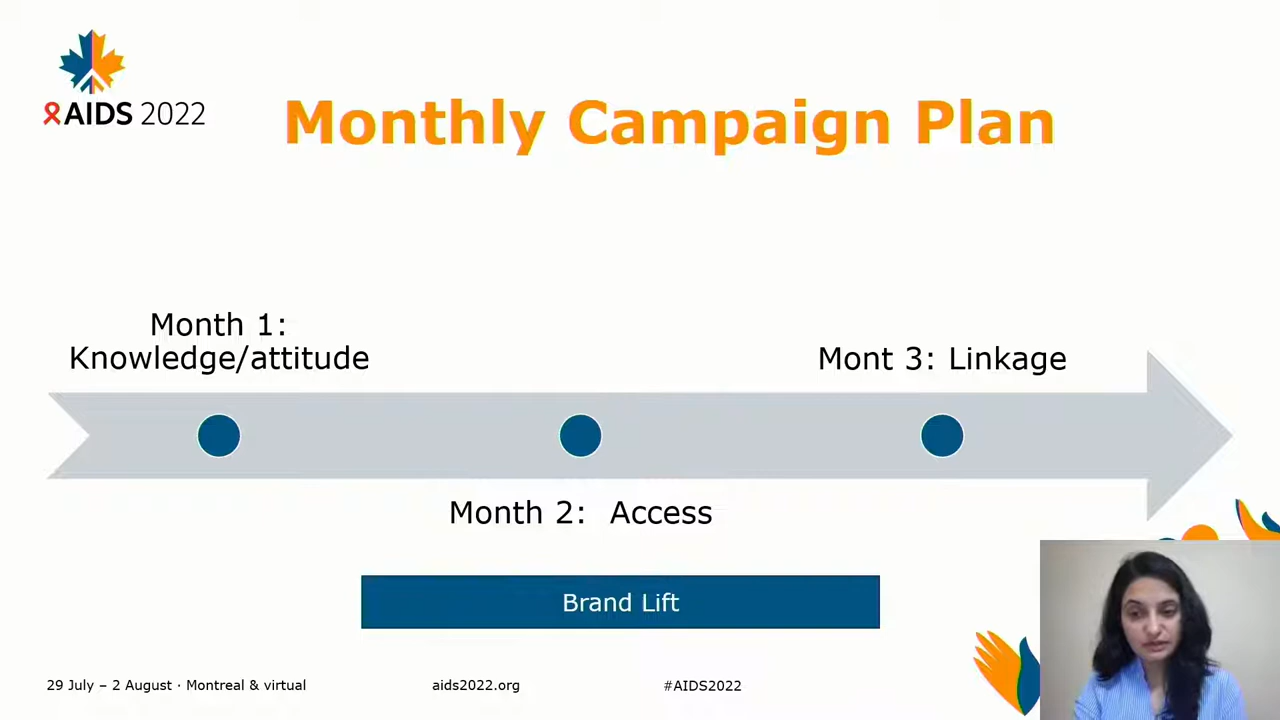 AIDS 2022
Monthly Campaign Plan
Month 1:
Knowledge/attitude
Mont 3: Linkage
Month 2:  Access
Brand Lift
29 July – 2 August · Montreal & virtual
aids2022.org
#AIDS2022